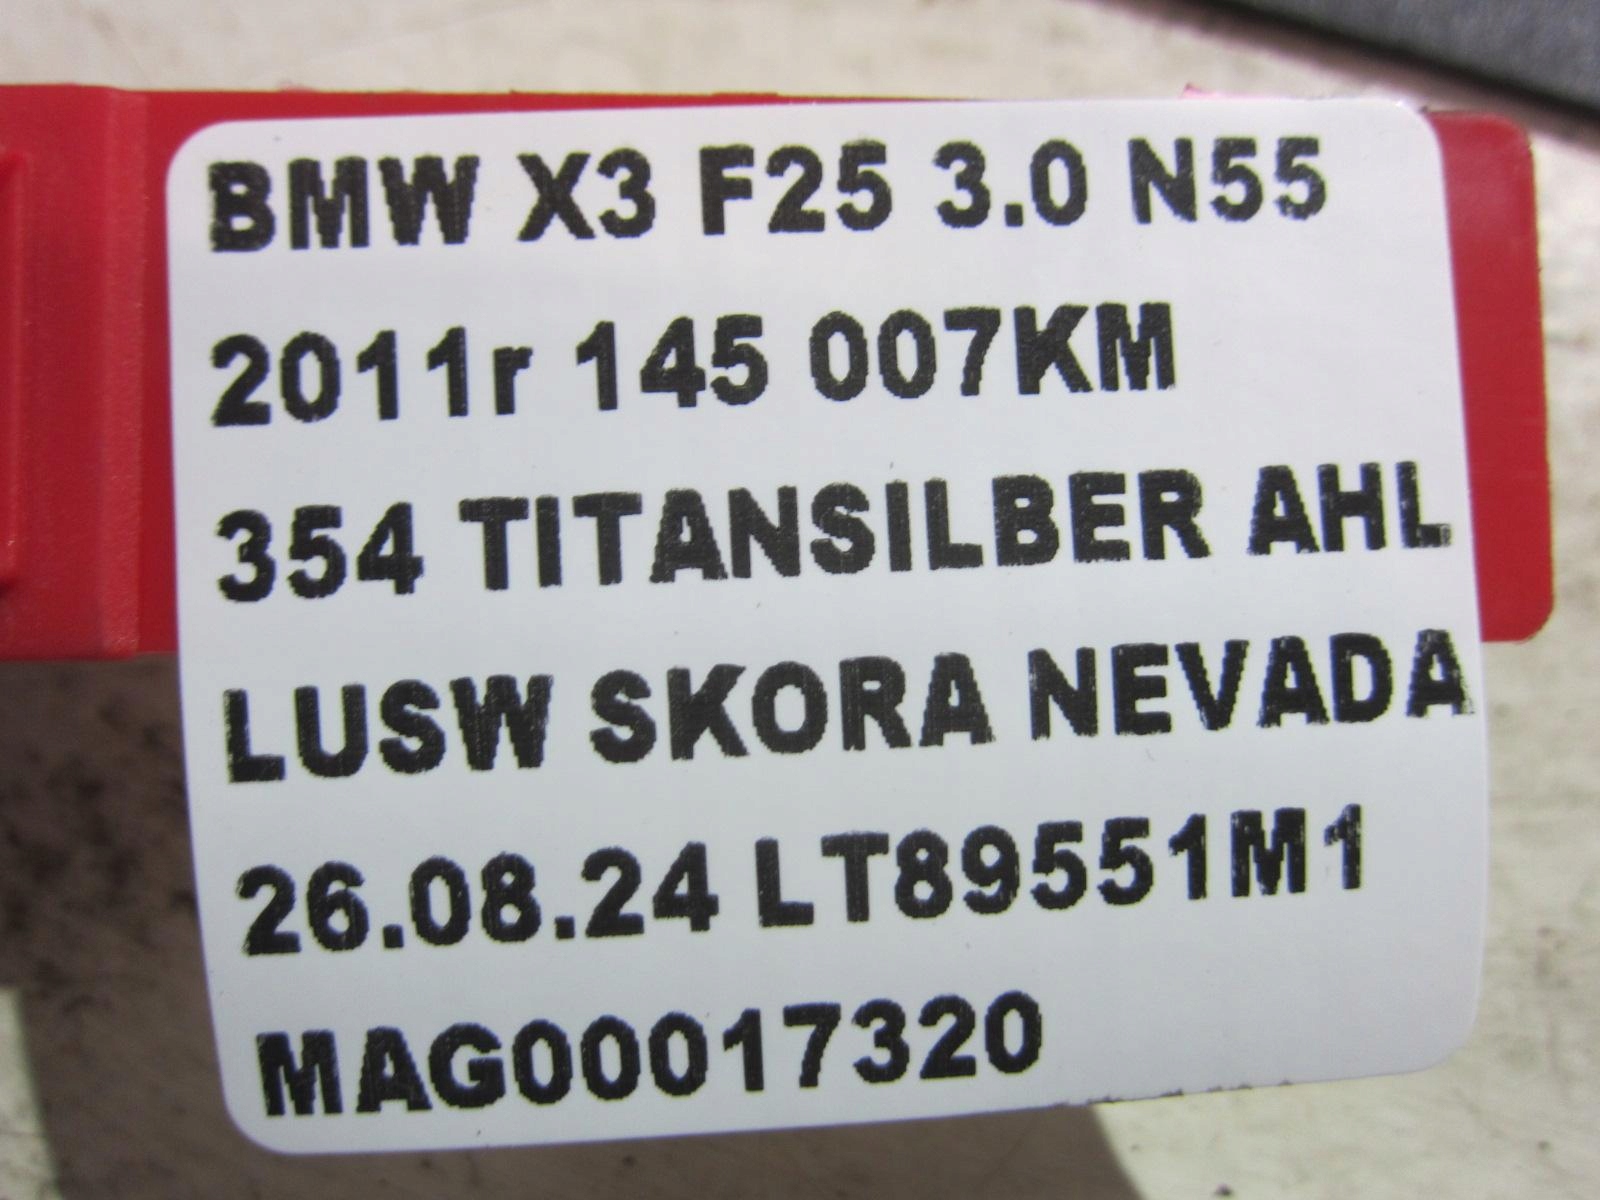 BMW X3 F25 3.0 N55
2011r 145 007KM
354 TITANSILBER AHL
LUSW SKORA NEVADA
26.08.24 LT89551M1
MAG00017320